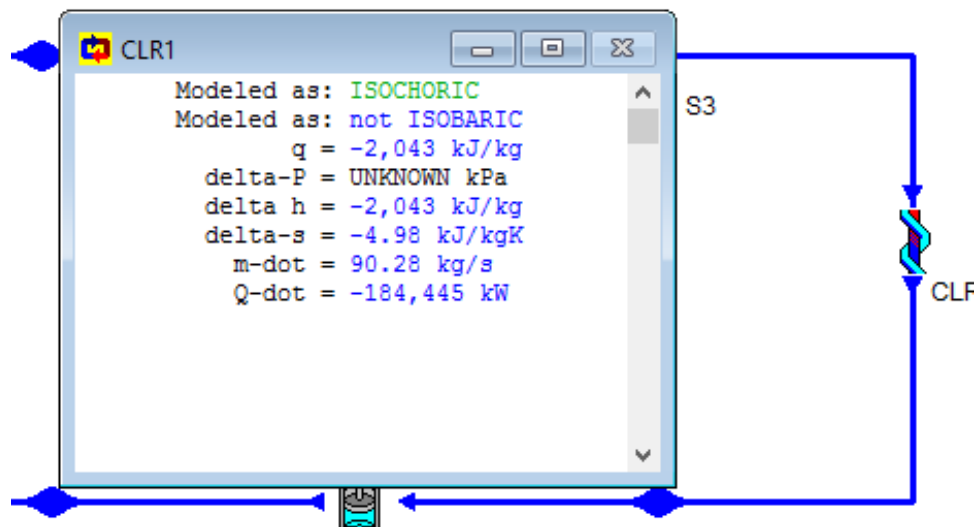 CLR1
Modeled as: ISOCHORIC
Modeled as: not ISOBARIC
q = -2,043 kJ/kg
delta-P = UNKNOWN kPa
delta h = -2,043 kJ/kg
delta-s = -4.98 kJ/kgK
m-dot = 90.28 kg/s
Q-dot = -184,445 kW
S3
CLR